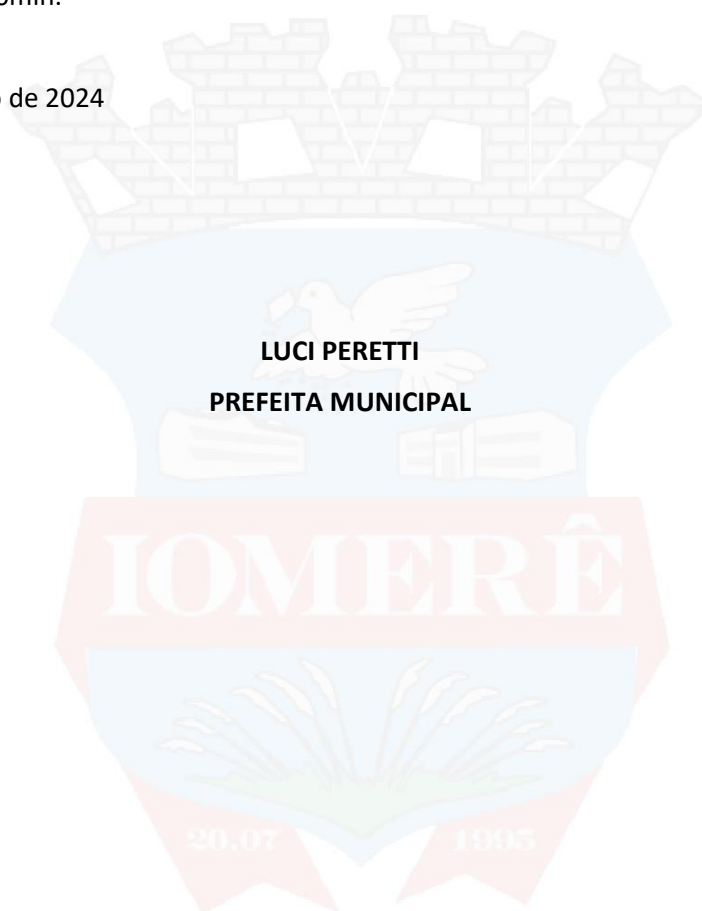 de 2024
LUCI PERETTI
PREFEITA MUNICIPAL
IOMERÊ
20.07 1995